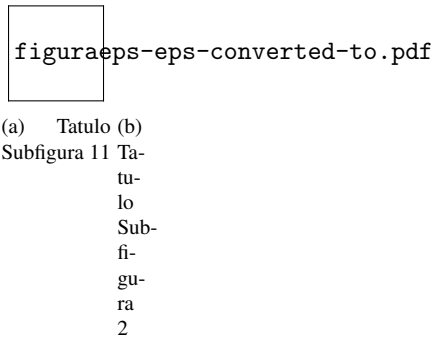 figuraeps-eps-converted-to.pdf
(a) Tatulo
Subfigura 11
(b)
Ta-
tu-
lo
Sub-
fi-
gu-
ra
2